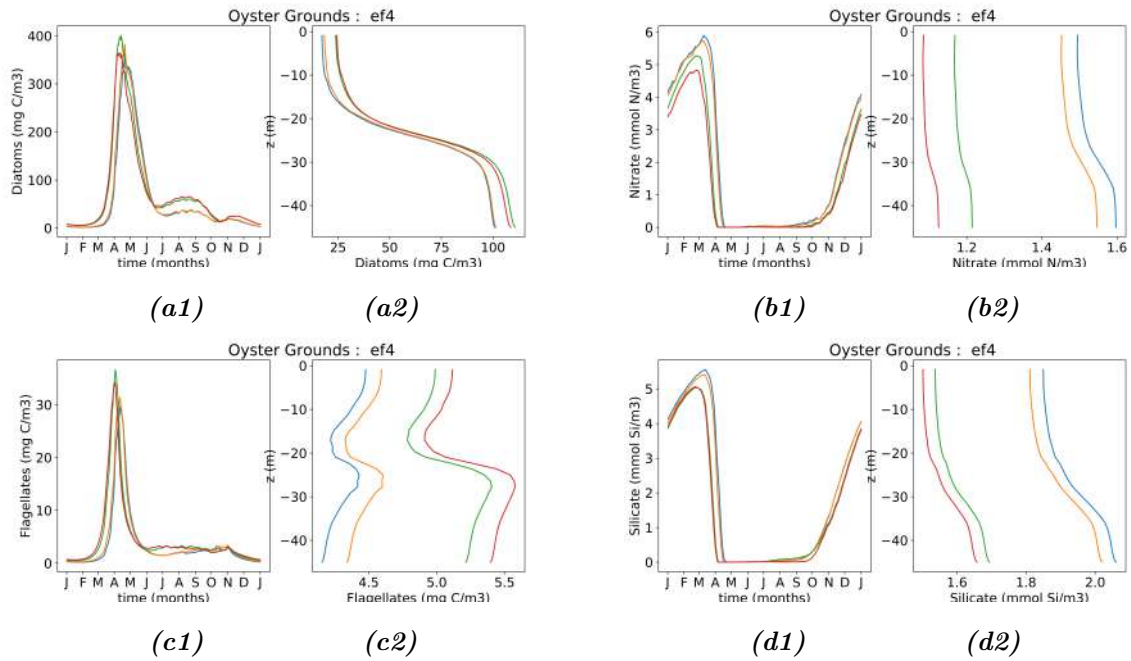 Oyster Grounds : ef4
Diatoms (mg C/m3)
400
300
200
100
0
J F M A M J J A S O N D J
time (months)
z (m)
0
−10
−20
−30
−40
25 50 75 100
Diatoms (mg C/m3)
(a1) (a2)
Oyster Grounds : ef4
Nitrate (mmol N/m3)
6
5
4
3
2
1
0
J F M A M J J A S O N D J
time (months)
z (m)
0
−10
−20
−30
−40
1.2 1.4 1.6
Nitrate (mmol N/m3)
(b1) (b2)
Oyster Grounds : ef4
Flagellates (mg C/m3)
30
20
10
0
J F M A M J J A S O N D J
time (months)
z (m)
0
−10
−20
−30
−40
4.5 5.0 5.5
Flagellates (mg C/m3)
(c1) (c2)
Oyster Grounds : ef4
Silicate (mmol Si/m3)
5
4
3
2
1
0
J F M A M J J A S O N D J
time (months)
z (m)
0
−10
−20
−30
−40
1.6 1.8 2.0
Silicate (mmol Si/m3)
(d1) (d2)